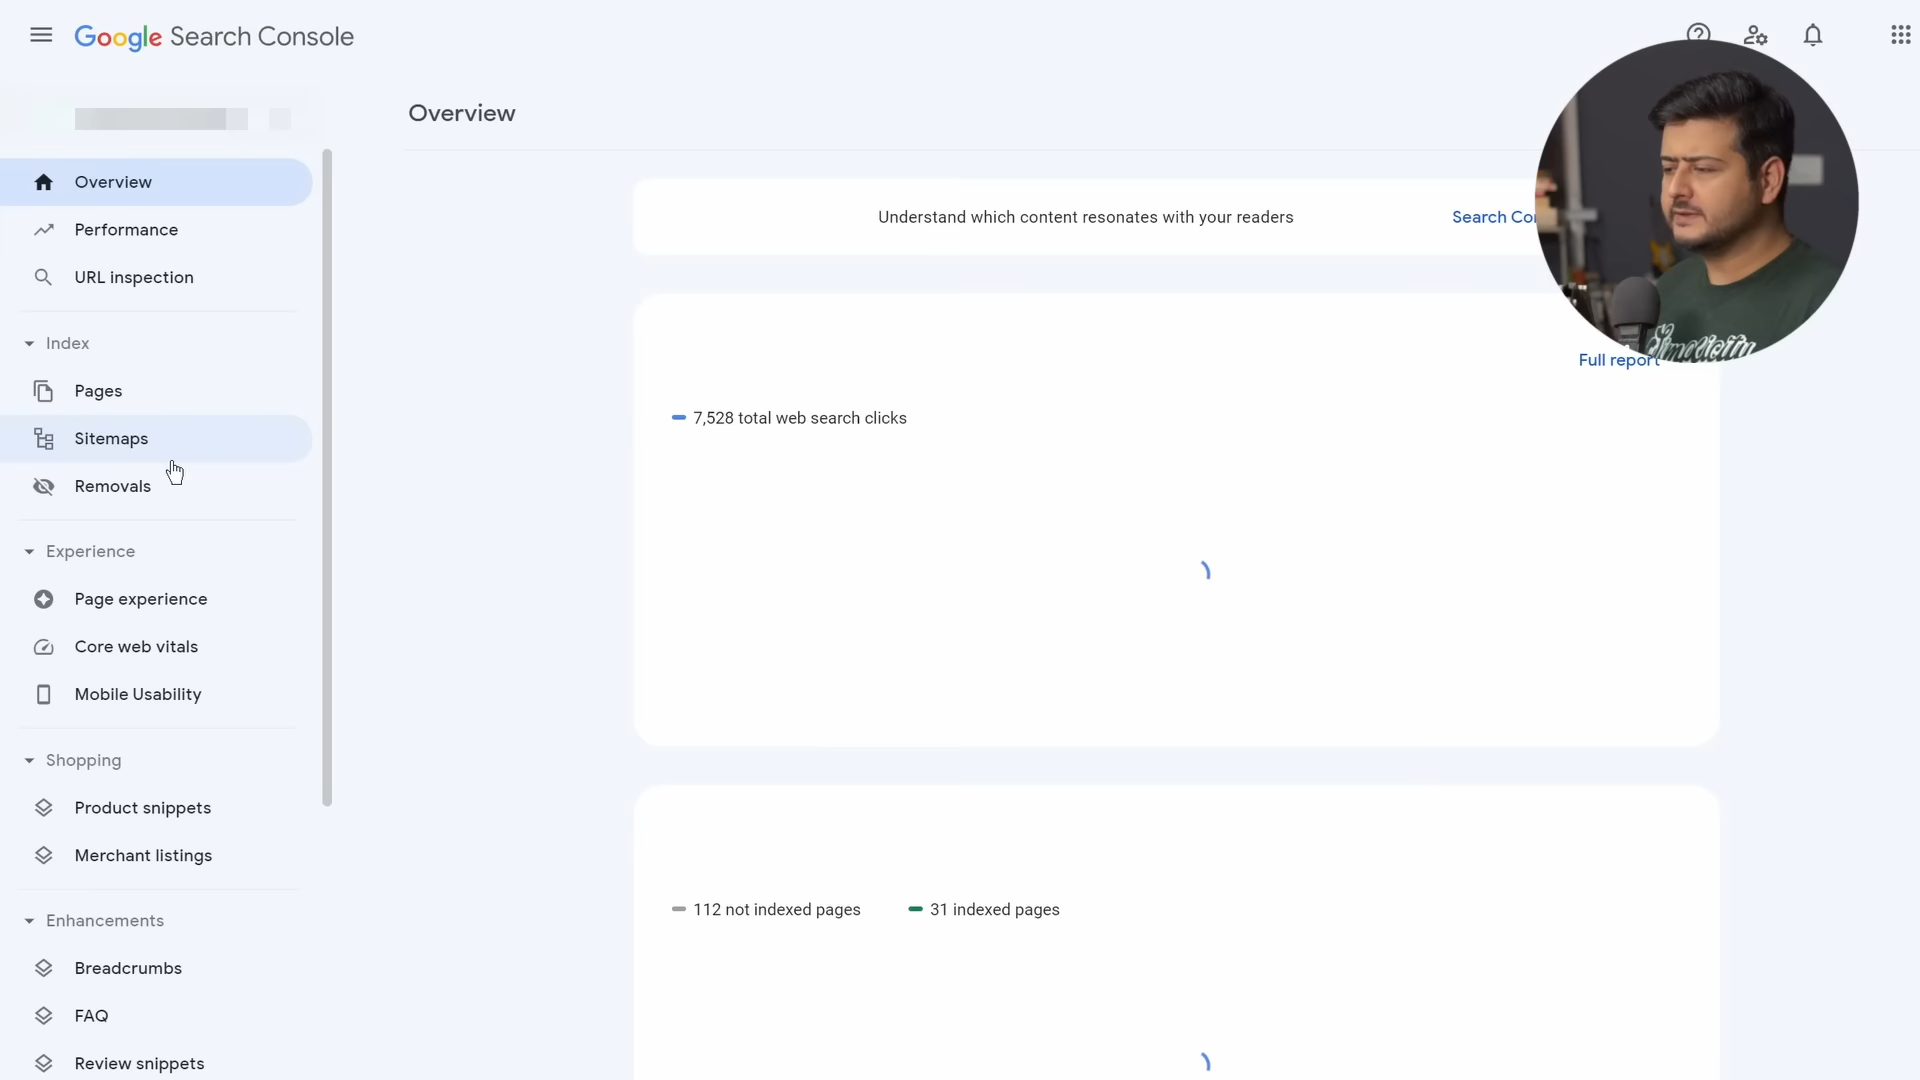 Google Search Console
Overview
Overview
Performance
URL inspection
Index
Pages
Sitemaps
Removals
Experience
Page experience
Core web vitals
Mobile Usability
Shopping
Product snippets
Merchant listings
Enhancements
Breadcrumbs
FAQ
Review snippets
Understand which content resonates with your readers
Search
Full report
Simplicity
7,528 total web search clicks
112 not indexed pages
31 indexed pages